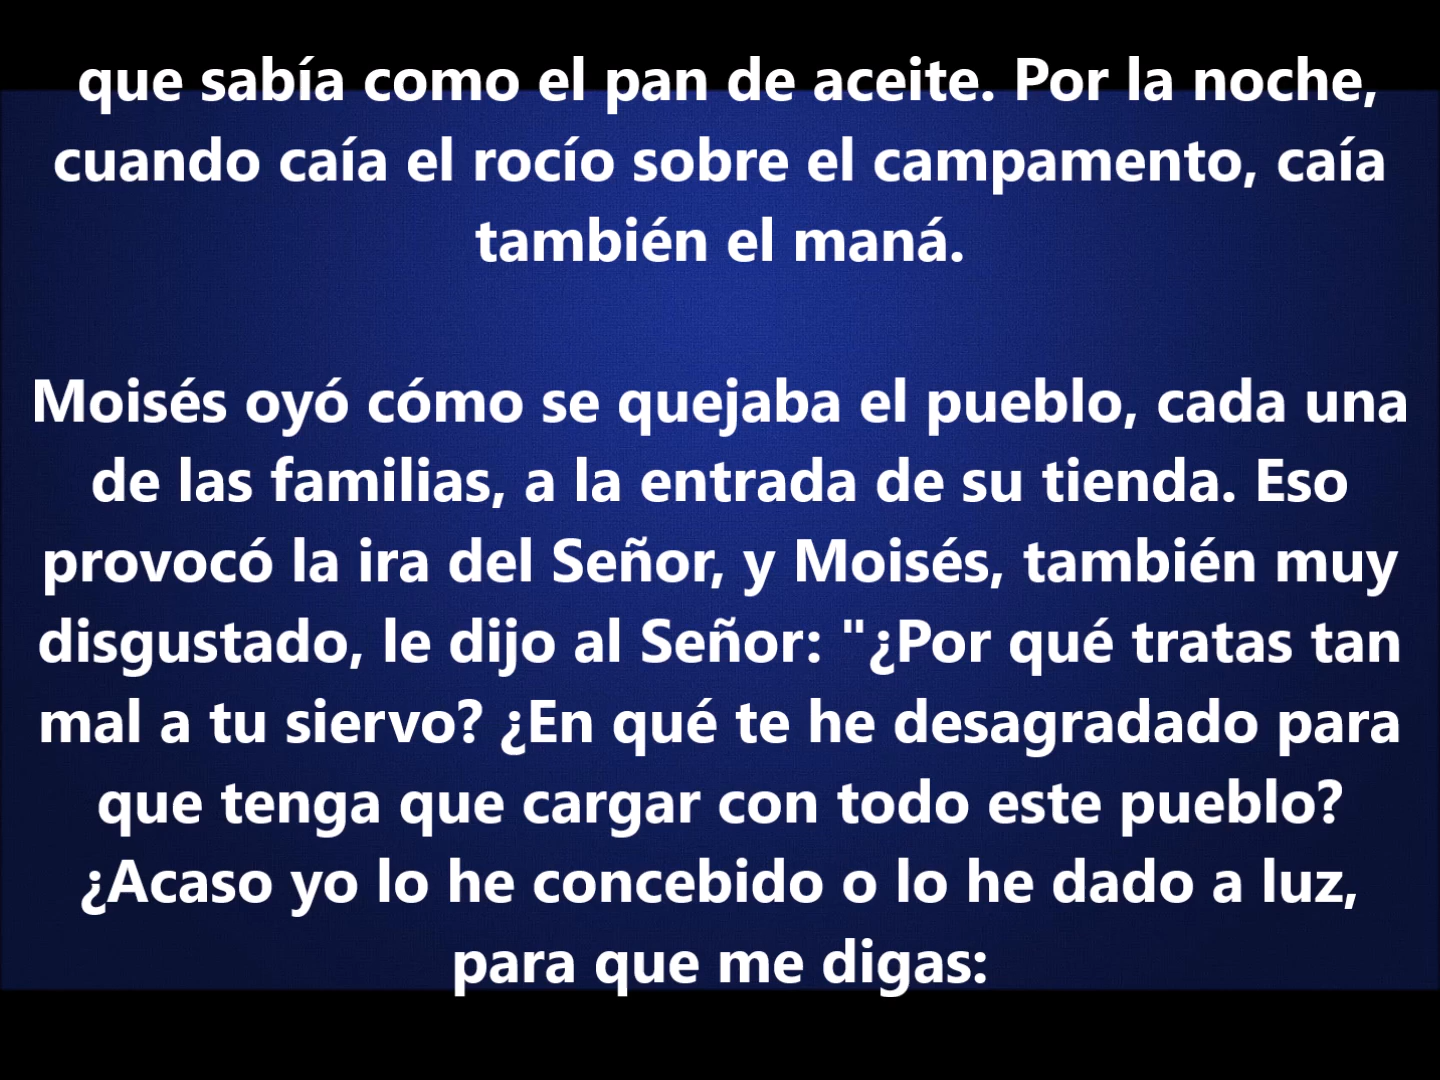 que sabía como el pan de aceite. Por la noche,
cuando caía el rocío sobre el campamento, caía
también el maná.
Moisés oyó cómo se quejaba el pueblo, cada una
de las familias, a la entrada de su tienda. Eso
provocó la ira del Señor, y Moisés, también muy
disgustado, le dijo al Señor: "¿Por qué tratas tan
mal a tu siervo? ¿En qué te he desagradado para
que tenga que cargar con todo este pueblo?
¿Acaso yo lo he concebido o lo he dado a luz,
para que me digas: